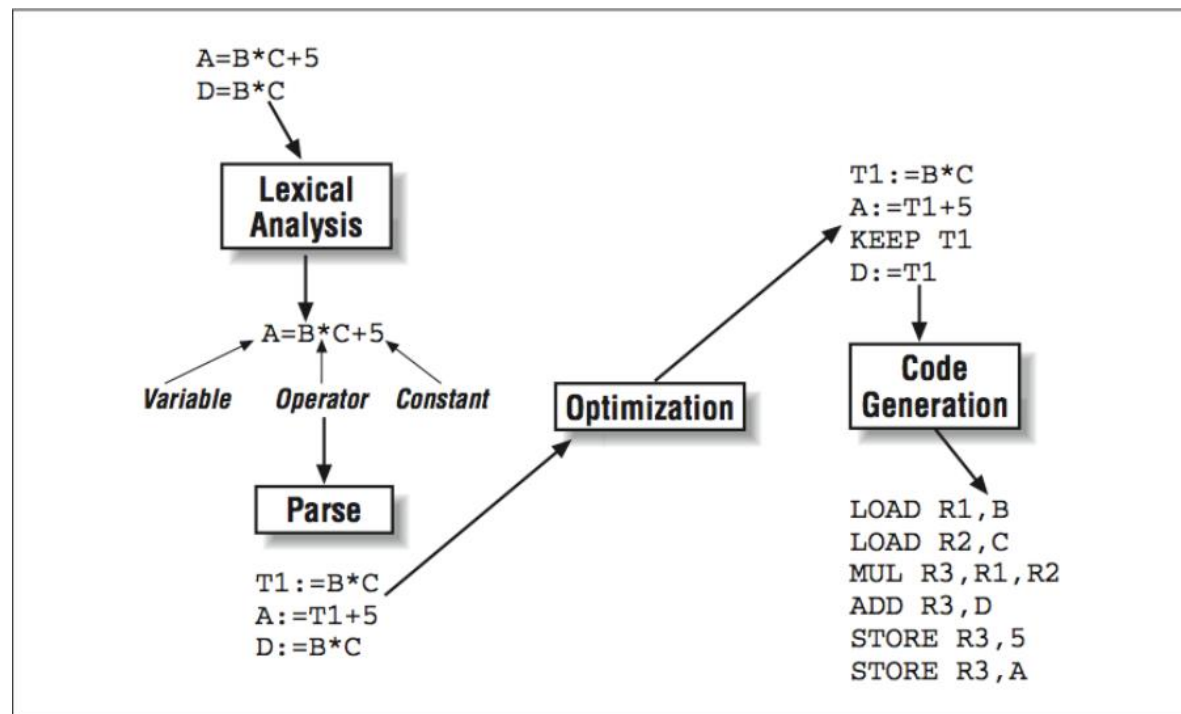 A=B*C+5
D=B*C
Lexical
Analysis
A=B*C+5
Variable Operator Constant
Parse
T1:=B*C
A:=T1+5
D:=B*C
Optimization
T1:=B*C
A:=T1+5
KEEP T1
D:=T1
Code
Generation
LOAD R1,B
LOAD R2,C
MUL R3,R1,R2
ADD R3,D
STORE R3,5
STORE R3,A